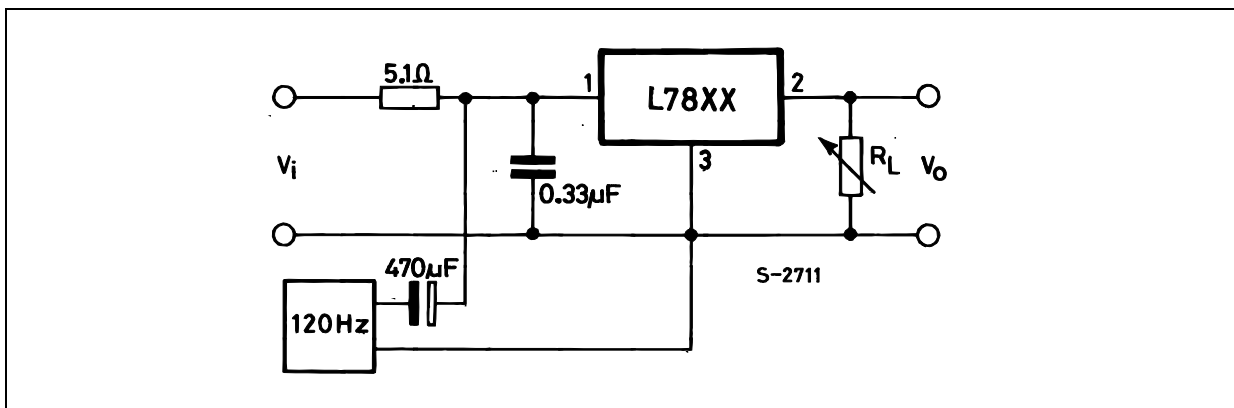 5.1Ω
1
L78XX
2
3
Vi
0.33μF
RL
Vo
470μF
S-2711
120Hz